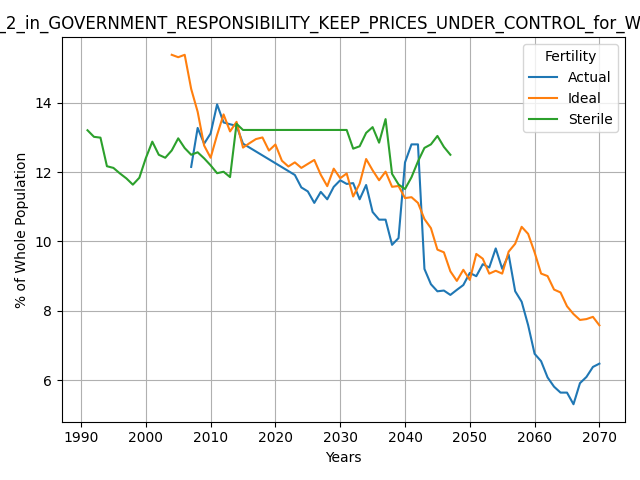 _2_in_GOVERNMENT_RESPONSIBILITY_KEEP_PRICES_UNDER_CONTROL_for_W
Fertility
Actual
Ideal
Sterile
14
12
10
8
6
% of Whole Population
1990 2000 2010 2020 2030 2040 2050 2060 2070
Years